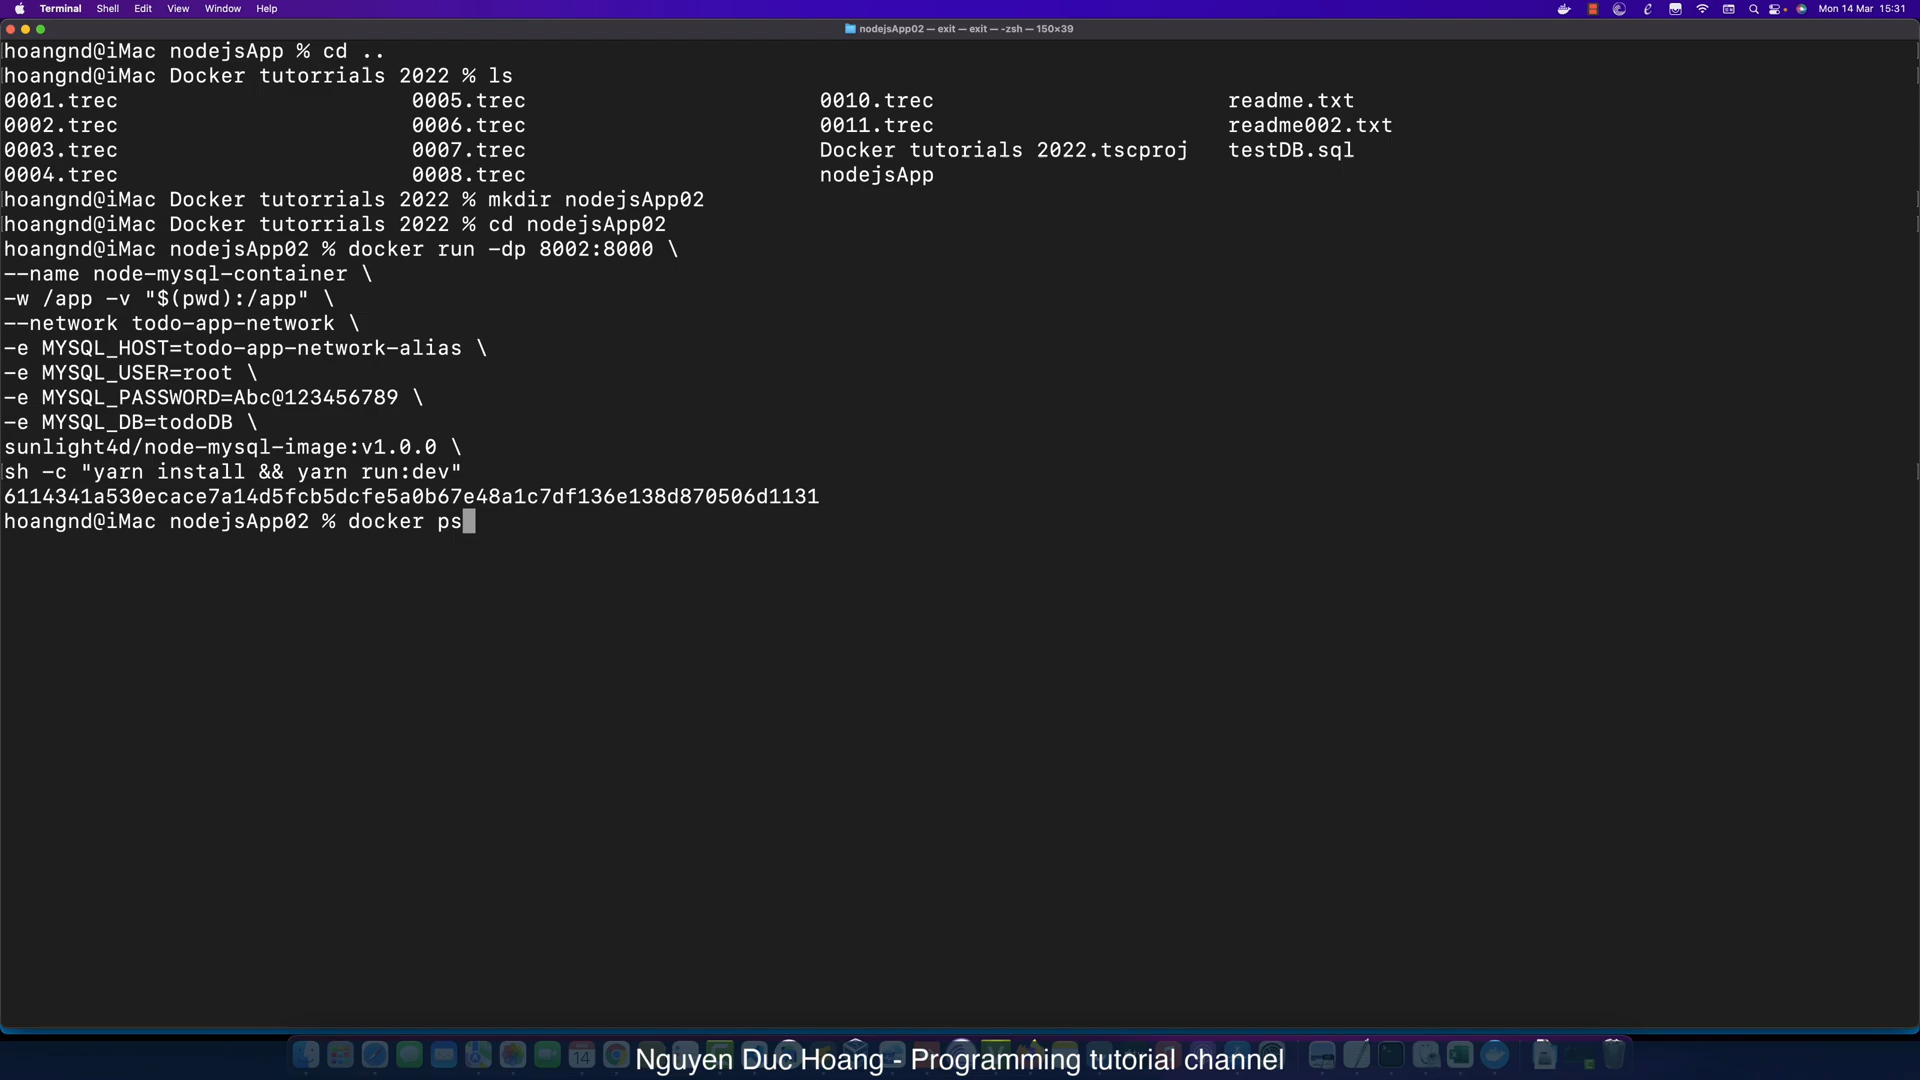 Terminal Shell Edit View Window Help Mon 14 Mar 15:31
nodejsApp02 — exit — exit — -zsh — 150×39
hoangnd@iMac nodejsApp % cd ..
hoangnd@iMac Docker tutorrials 2022 % ls
0001.trec 0005.trec 0010.trec readme.txt
0002.trec 0006.trec 0011.trec readme002.txt
0003.trec 0007.trec Docker tutorials 2022.tscproj testDB.sql
0004.trec 0008.trec nodejsApp
hoangnd@iMac Docker tutorrials 2022 % mkdir nodejsApp02
hoangnd@iMac Docker tutorrials 2022 % cd nodejsApp02
hoangnd@iMac nodejsApp02 % docker run -dp 8002:8000 \
--name node-mysql-container \
-w /app -v "$(pwd):/app" \
--network todo-app-network \
-e MYSQL_HOST=todo-app-network-alias \
-e MYSQL_USER=root \
-e MYSQL_PASSWORD=Abc@123456789 \
-e MYSQL_DB=todoDB \
sunlight4d/node-mysql-image:v1.0.0 \
sh -c "yarn install && yarn run:dev"
6114341a530ecace7a14d5fcb5dcfe5a0b67e48a1c7df136e138d870506d1131
hoangnd@iMac nodejsApp02 % docker ps
14
Nguyen Duc Hoang - Programming tutorial channel